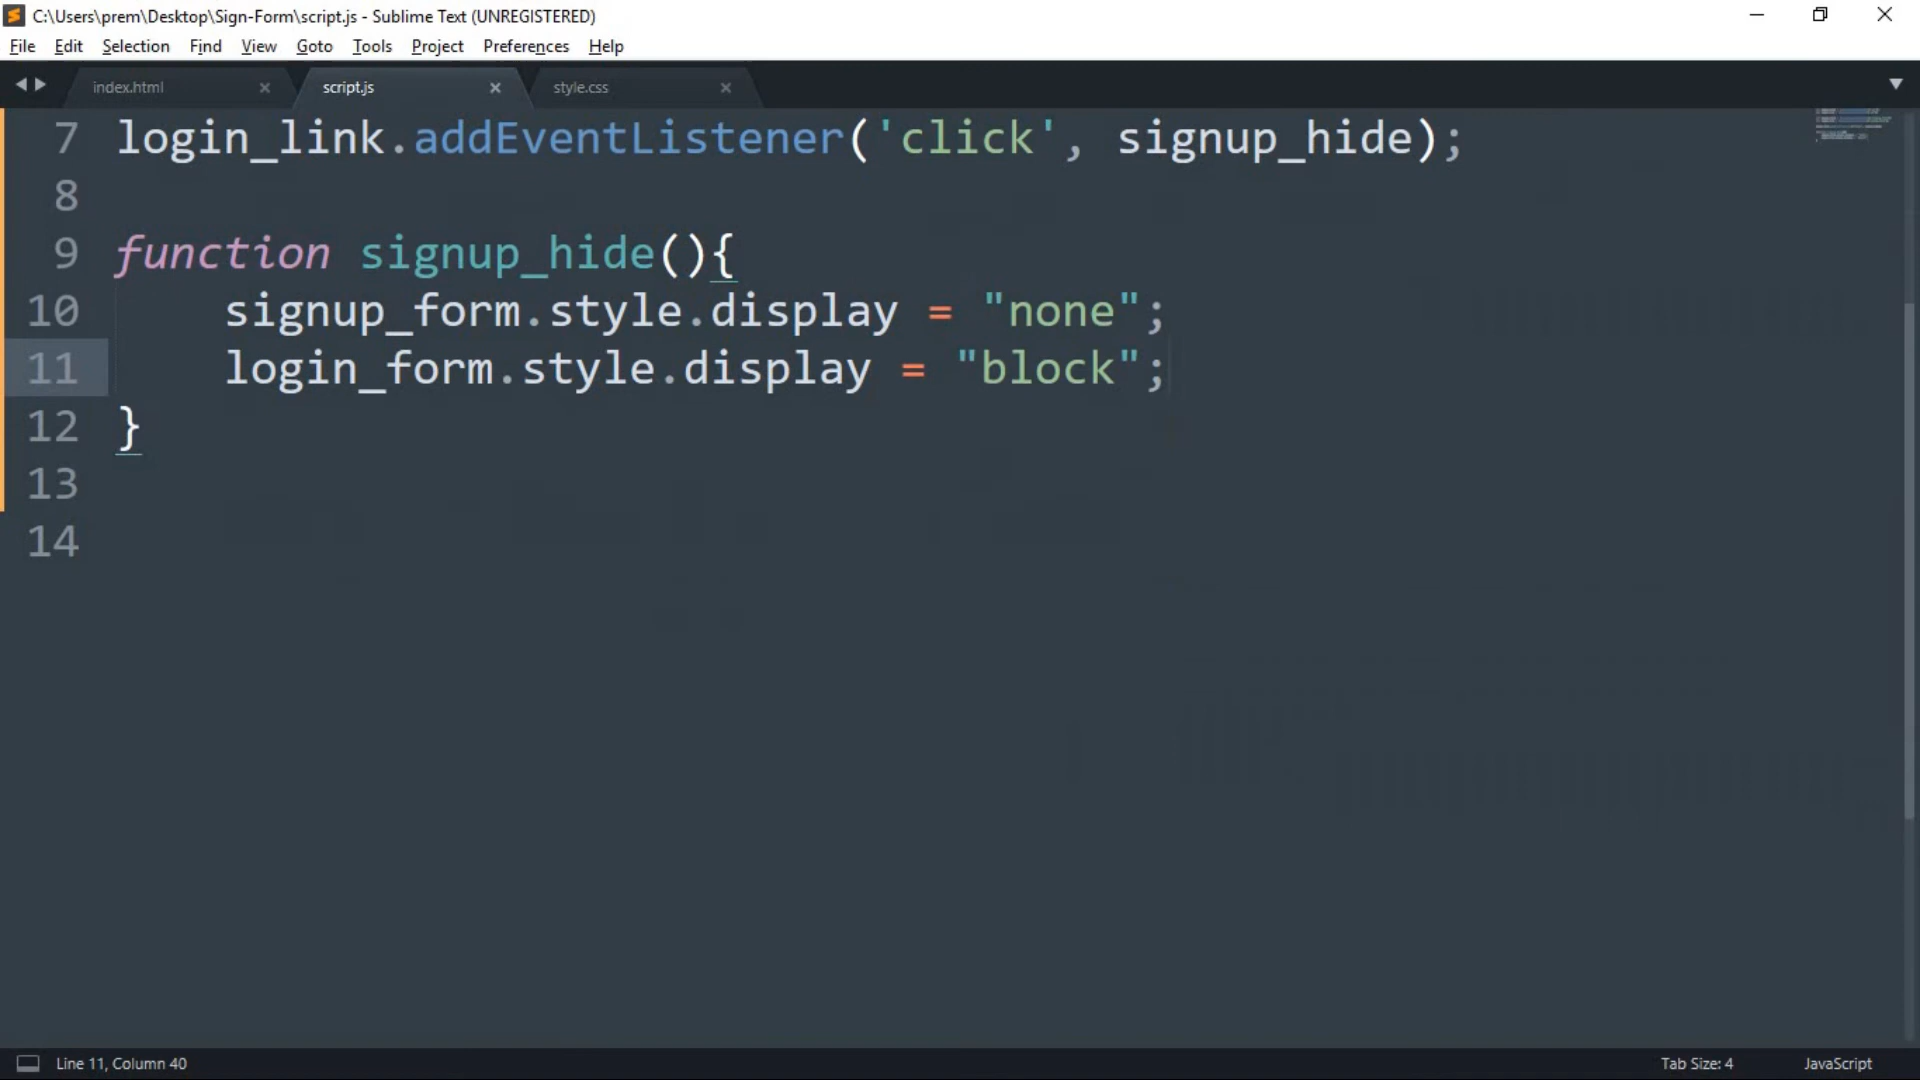 C:\Users\prem\Desktop\Sign-Form\script.js - Sublime Text (UNREGISTERED)
File Edit Selection Find View Goto Tools Project Preferences Help
index.html script.js style.css
7 login_link.addEventListener('click', signup_hide);
8
9 function signup_hide(){
10 signup_form.style.display = "none";
11 login_form.style.display = "block";
12 }
13
14
Line 11, Column 40 Tab Size: 4 JavaScript